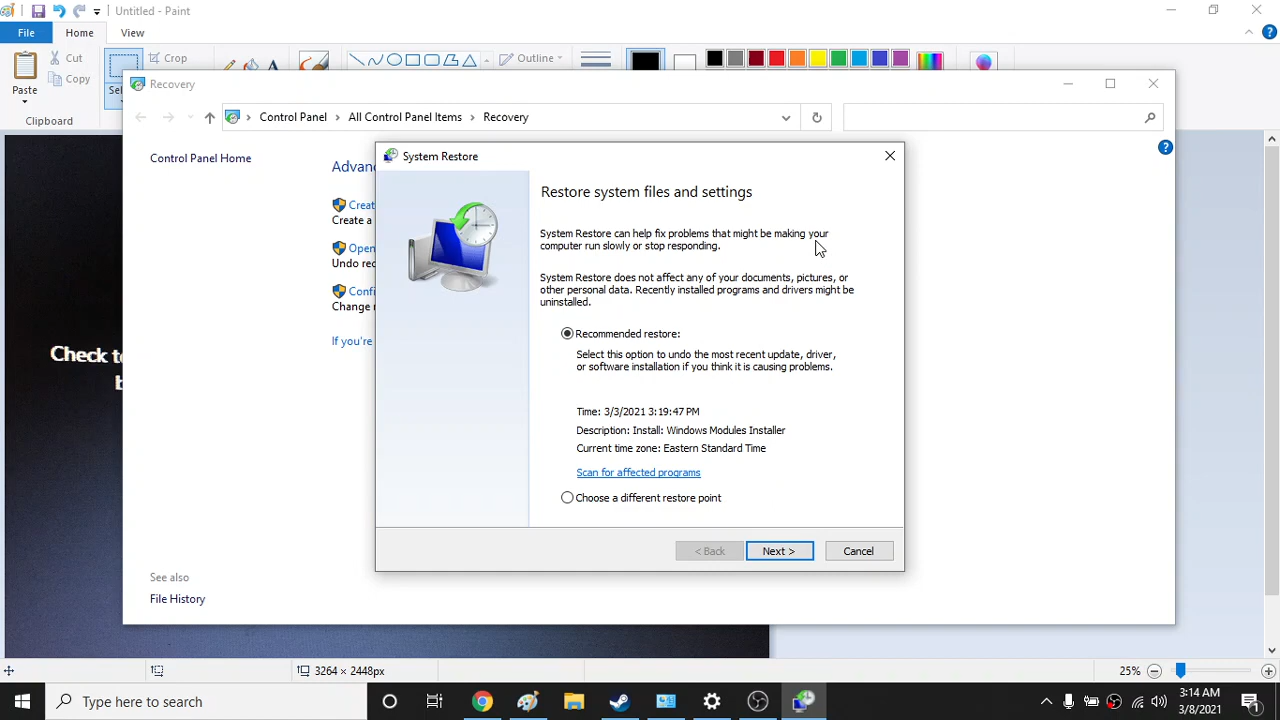 Untitled - Paint
File
Home
View
Paste
Cut
Copy
Crop
Outline
Clipboard
Recovery
Control Panel
All Control Panel Items
Recovery
Control Panel Home
System Restore
Restore system files and settings
System Restore can help fix problems that might be making your
computer run slowly or stop responding.
System Restore does not affect any of your documents, pictures, or
other personal data. Recently installed programs and drivers might be
uninstalled.
Recommended restore:
Select this option to undo the most recent update, driver,
or software installation if you think it is causing problems.
Time: 3/3/2021 3:19:47 PM
Description: Install: Windows Modules Installer
Current time zone: Eastern Standard Time
Scan for affected programs
Choose a different restore point
< Back
Next >
Cancel
Create a
Undo
Change
If you're
Check
See also
File History
3264 × 2448px
25%
Type here to search
3:14 AM
3/8/2021
1